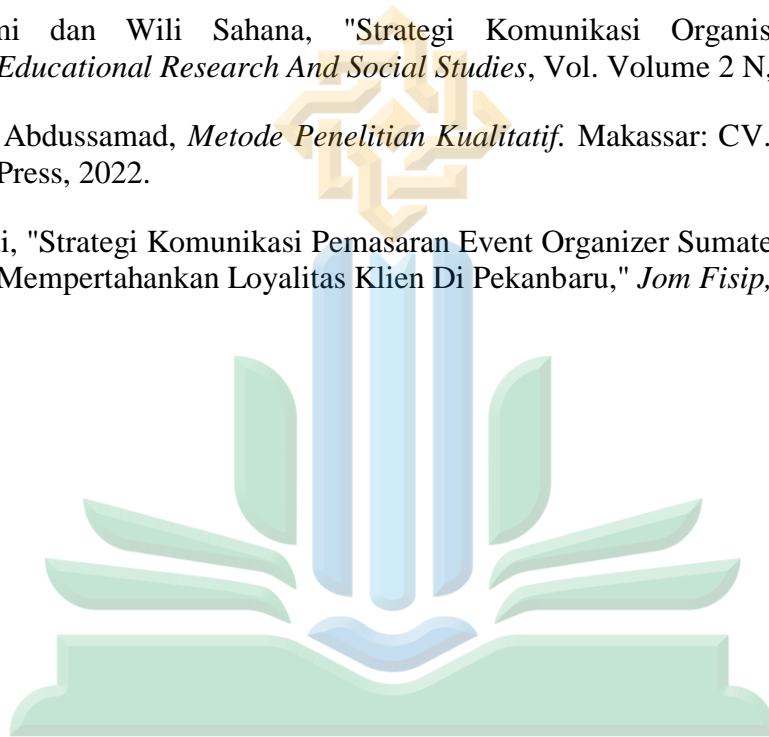 mi dan Wili Sahana, "Strategi Komunikasi Organis
Educational Research And Social Studies, Vol. Volume 2 N,
Abdussamad, Metode Penelitian Kualitatif. Makassar: CV.
Press, 2022.
i, "Strategi Komunikasi Pemasaran Event Organizer Sumate
Mempertahankan Loyalitas Klien Di Pekanbaru," Jom Fisip,